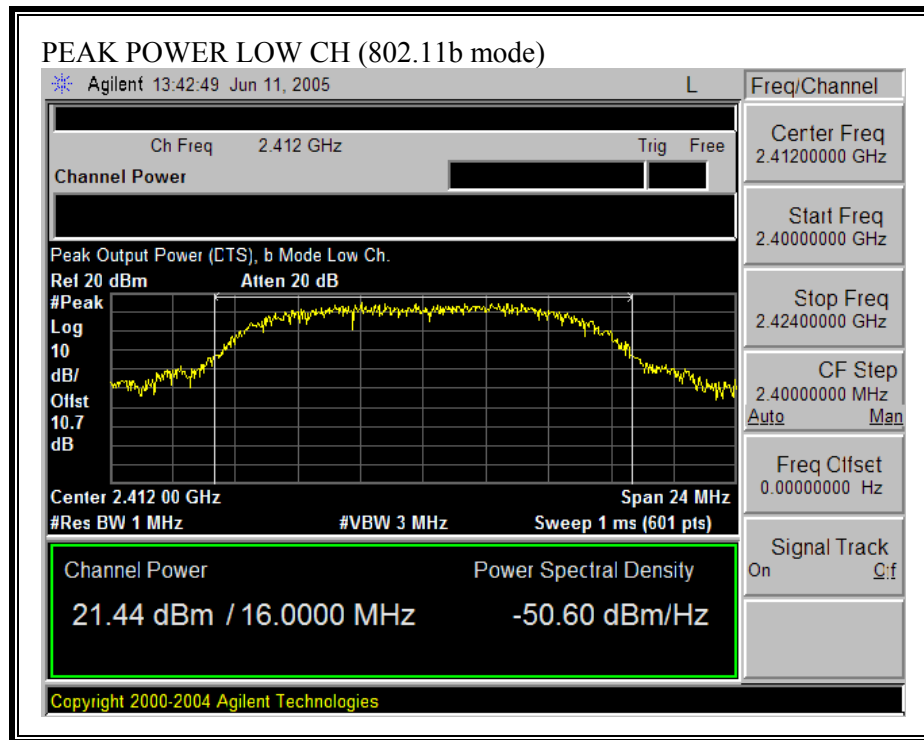 PEAK POWER LOW CH (802.11b mode)
Agilent 13:42:49 Jun 11, 2005 L
Freq/Channel
Ch Freq 2.412 GHz Trig Free
Channel Power
Center Freq
2.41200000 GHz
Start Freq
2.40000000 GHz
Stop Freq
2.42400000 GHz
CF Step
2.40000000 MHz
Auto Man
Freq Offset
0.00000000 Hz
Signal Track
On Off
Peak Output Power (DTS), b Mode Low Ch.
Ref 20 dBm Atten 20 dB
#Peak
Log
10
dB/
Offst
10.7
dB
Center 2.412 00 GHz Span 24 MHz
#Res BW 1 MHz #VBW 3 MHz Sweep 1 ms (601 pts)
Channel Power Power Spectral Density
21.44 dBm / 16.0000 MHz -50.60 dBm/Hz
Copyright 2000-2004 Agilent Technologies